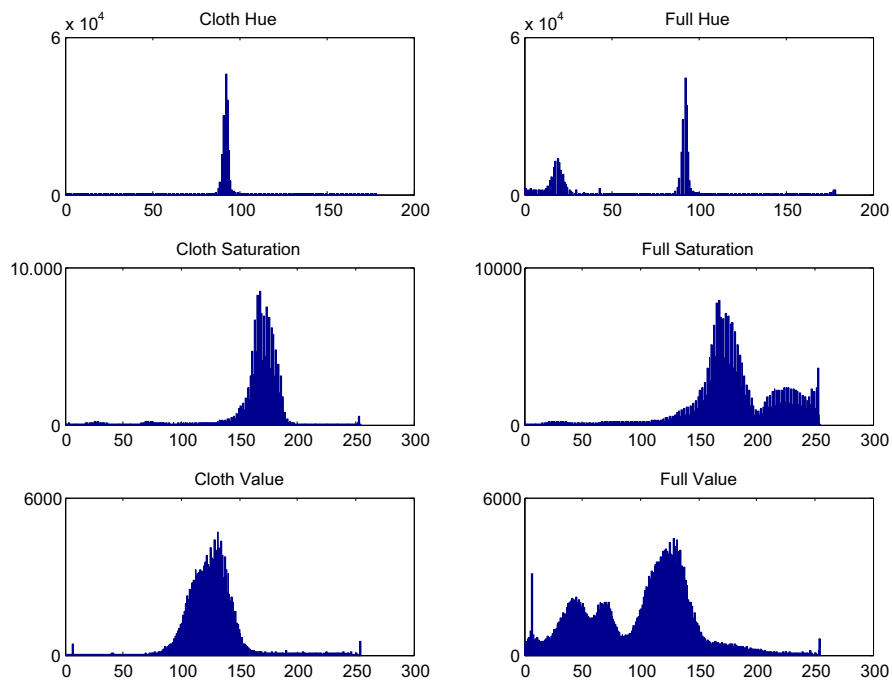 Cloth Hue
x 10^4
6
0
0 50 100 150 200
Full Hue
x 10^4
6
0
0 50 100 150 200
Cloth Saturation
10.000
0
0 50 100 150 200 250 300
Full Saturation
10000
0
0 50 100 150 200 250 300
Cloth Value
6000
0
0 50 100 150 200 250 300
Full Value
6000
0
0 50 100 150 200 250 300